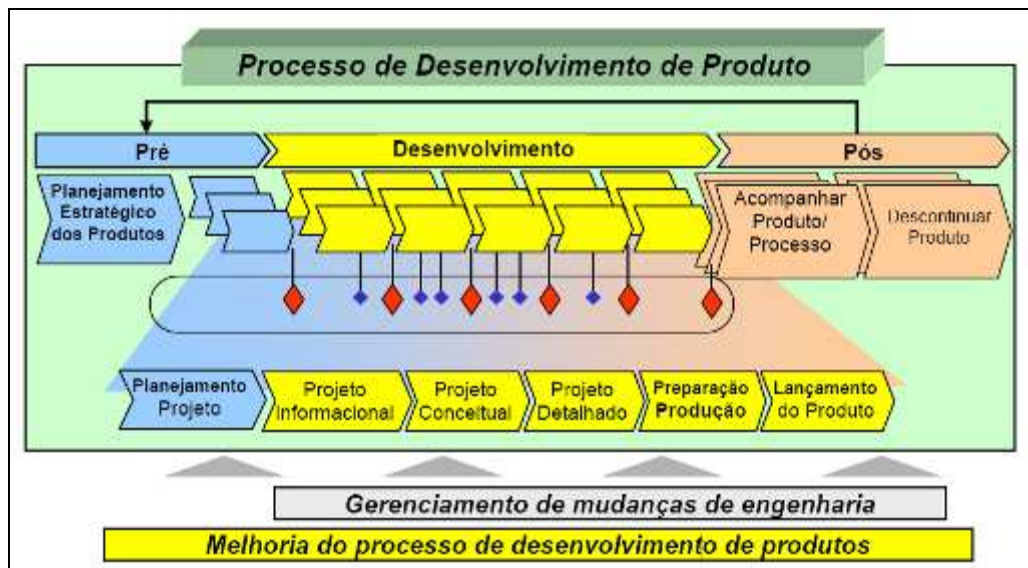 Processo de Desenvolvimento de Produto
Pré
Desenvolvimento
Pós
Planejamento
Estratégico
dos Produtos
Acompanhar
Produto/
Processo
Descontinuar
Produto
Planejamento
Projeto
Projeto
Informacional
Projeto
Conceitual
Projeto
Detalhado
Preparação
Produção
Lançamento
do Produto
Gerenciamento de mudanças de engenharia
Melhoria do processo de desenvolvimento de produtos